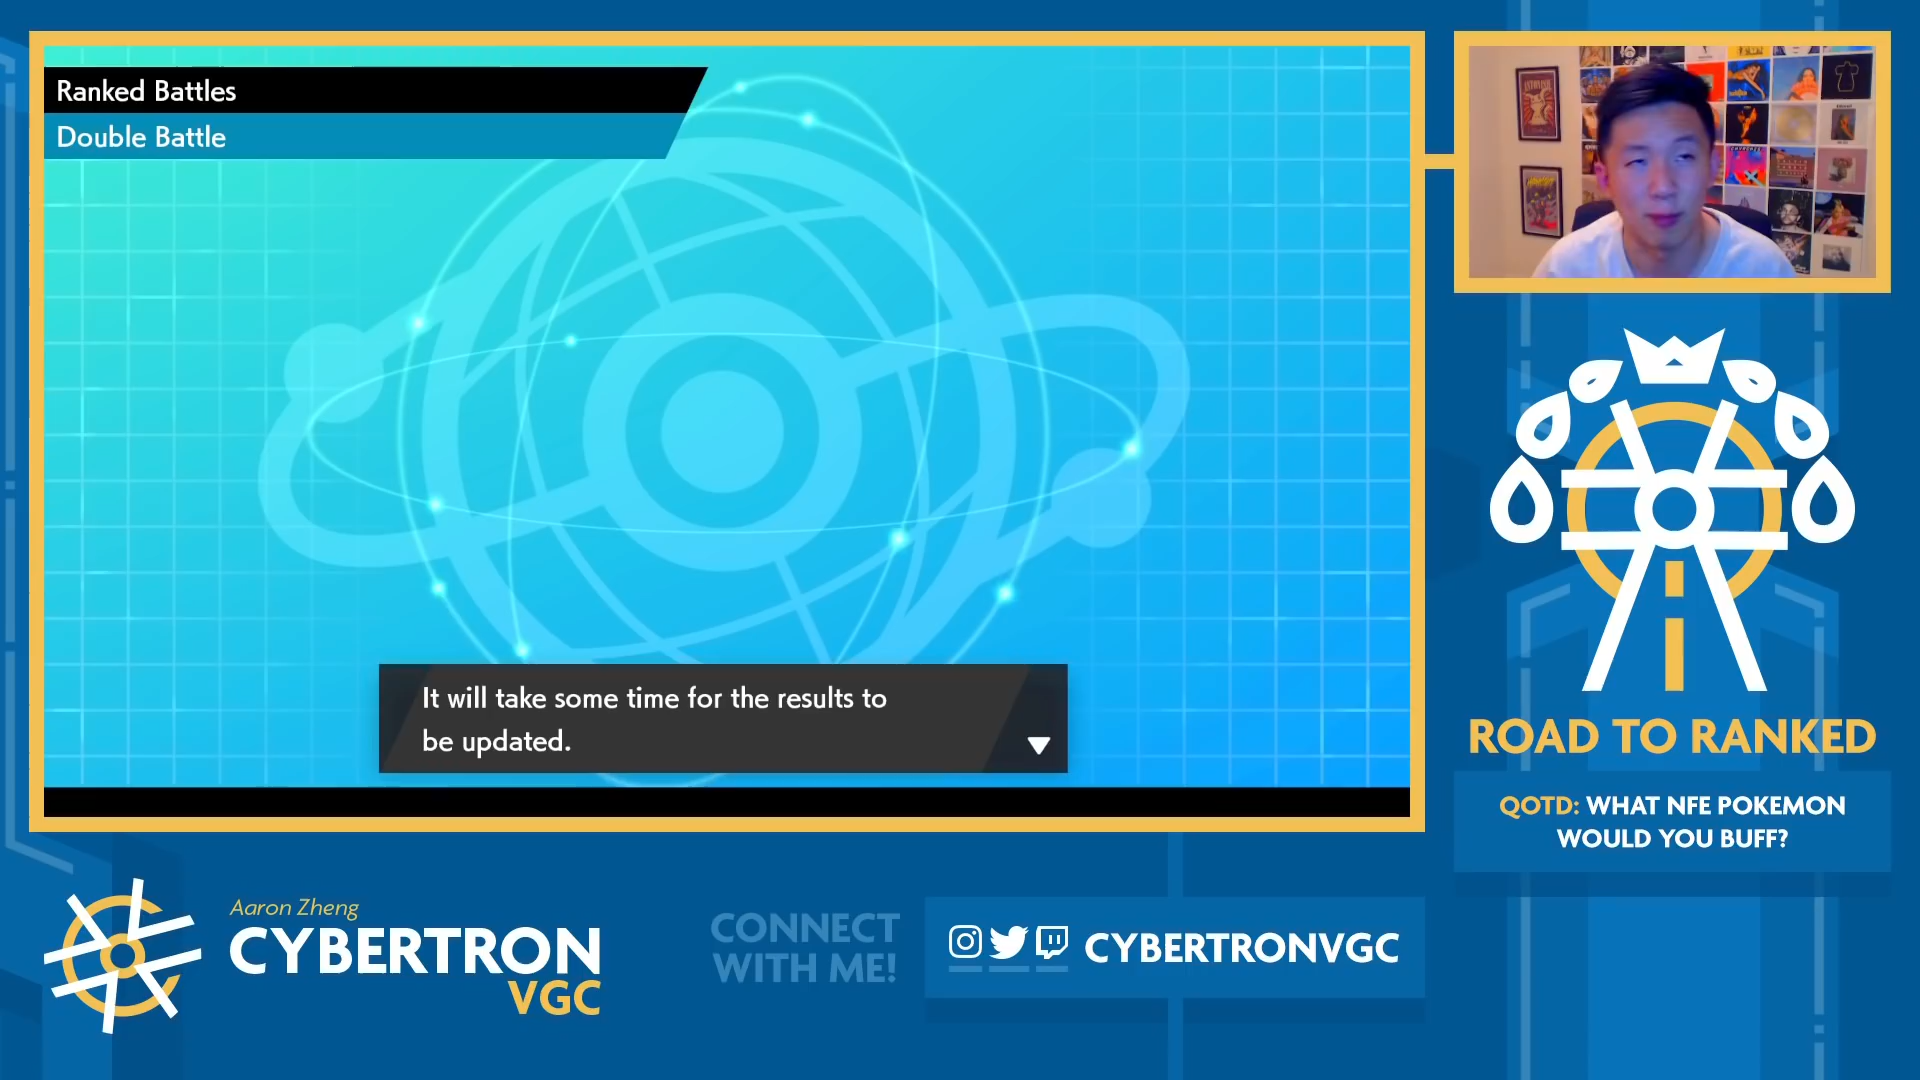 Ranked Battles
Double Battle
It will take some time for the results to
be updated.
ROAD TO RANKED
QOTD: WHAT NFE POKEMON
WOULD YOU BUFF?
Aaron Zheng
CYBERTRON
VGC
CONNECT
WITH ME!
CYBERTRONVGC